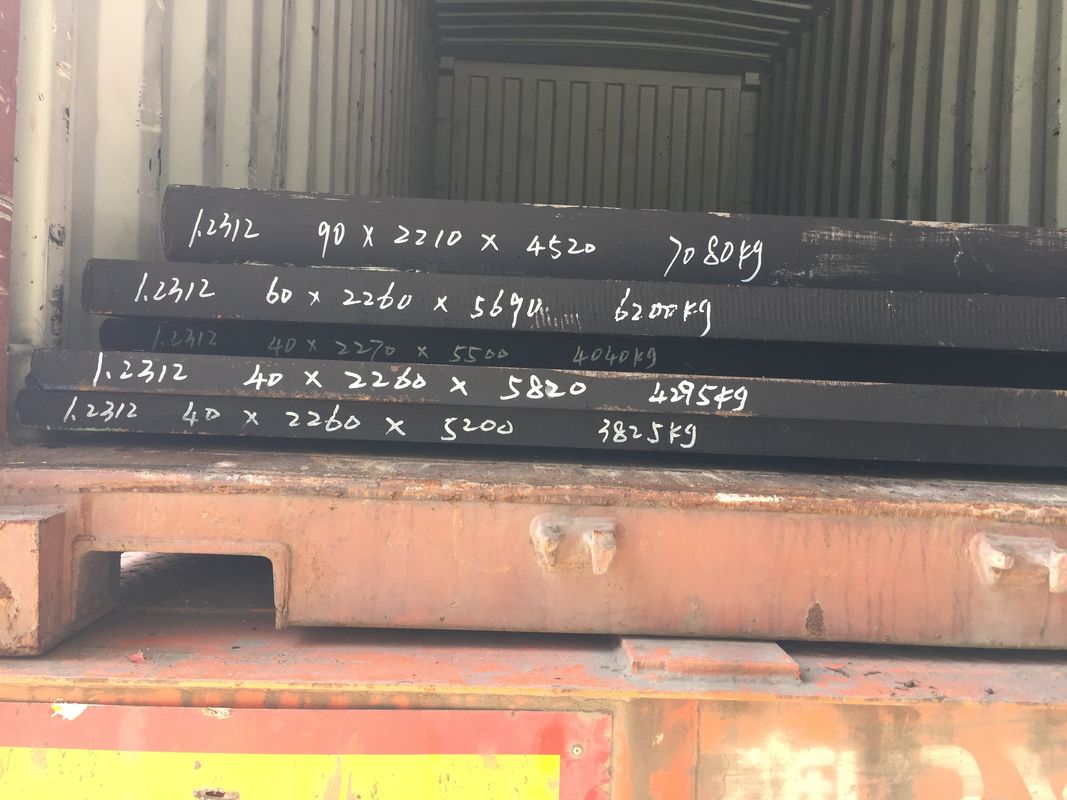 1.2312 90 x 2210 x 4520 7080kg
1.2312 60 x 2260 x 5690 6200kg
1.2312 40 x 2270 x 5500 4040kg
1.2312 40 x 2260 x 5820 4295kg
1.2312 40 x 2260 x 5200 3825kg